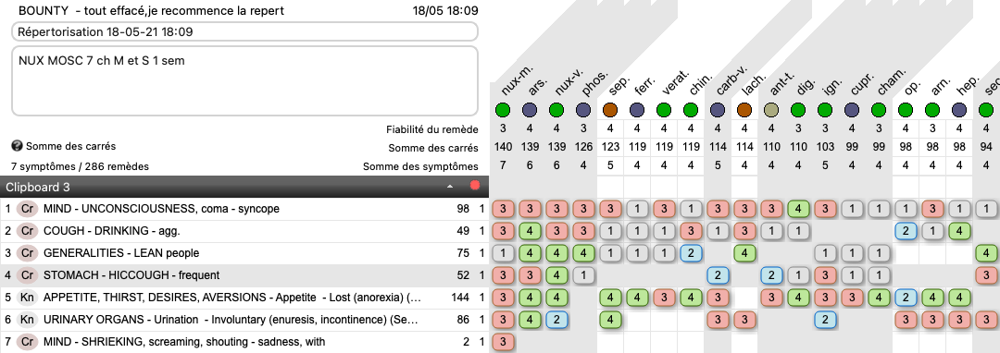 BOUNTY - tout effacé,je recommence la repert 18/05 18:09
Répertorisation 18-05-21 18:09
NUX MOSC 7 ch M et S 1 sem
nux-m. ars. nux-v. phos. sep. ferr. verat. chin. carb-v. lach. ant-t. dig. ign. cupr. cham. op. arn. hep. sec
Fiabilité du remède 3 4 4 3 4 4 4 4 4 4 4 4 4 4 4 4 3 4 4
Somme des carrés Somme des carrés 140 139 139 126 123 119 119 119 114 114 110 110 103 99 99 98 98 98 94
7 symptômes / 286 remèdes Somme des symptômes 7 6 6 4 5 4 4 4 5 4 4 4 5 4 4 4 4 4 4
Clipboard 3
1 Cr MIND - UNCONSCIOUSNESS, coma - syncope 98 1 3 3 3 3 3 1 3 1 3 3 3 4 3 1 1 1 3 1 1
2 Cr COUGH - DRINKING - agg. 49 1 3 4 3 3 1 1 1 3 1 3 1 1 2 1 4
3 Cr GENERALITIES - LEAN people 75 1 1 4 4 4 1 1 1 2 4 1 1 1 4
4 Cr STOMACH - HICCOUGH - frequent 52 1 3 3 4 1 2 2 1 3 1 1 3
5 Kn APPETITE, THIRST, DESIRES, AVERSIONS - Appetite - Lost (anorexia) (... 144 1 3 4 4 4 4 3 4 3 3 4 3 3 4 2 4 4
6 Kn URINARY ORGANS - Urination - Involuntary (enuresis, incontinence) (Se... 86 1 3 4 2 4 3 3 2 3 3 3 3
7 Cr MIND - SHRIEKING, screaming, shouting - sadness, with 2 1 3